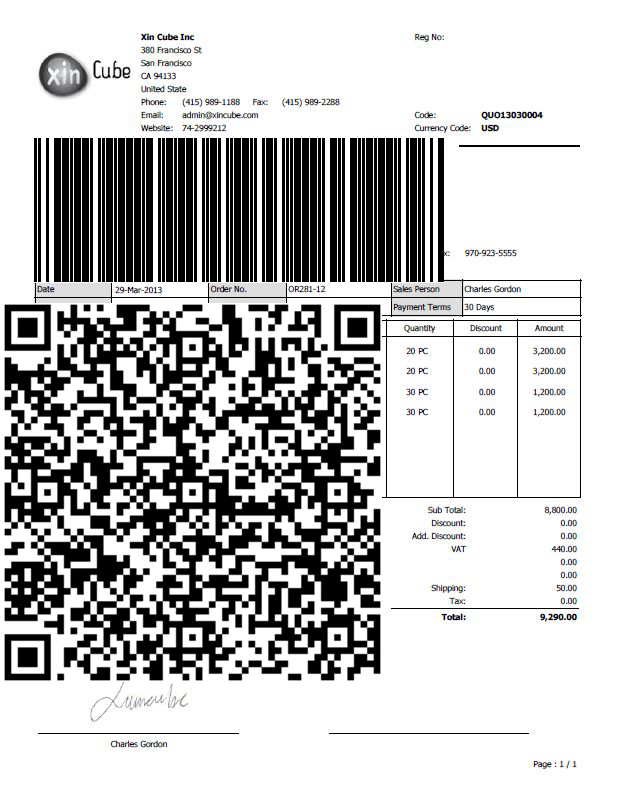 Xin Cube Inc
Reg No:
380 Francisco St
San Francisco
xin Cube
CA 94133
United State
Phone: (415) 989-1188 Fax: (415) 989-2288
Email: admin@xincube.com
Code: QUO13030004
Website: 74-2999212
Currency Code: USD
970-923-5555
Date 29-Mar-2013 Order No. OR281-12 Sales Person Charles Gordon
Payment Terms 30 Days
Quantity Discount Amount
20 PC 0.00 3,200.00
20 PC 0.00 3,200.00
30 PC 0.00 1,200.00
30 PC 0.00 1,200.00
Sub Total: 8,800.00
Discount: 0.00
Add. Discount: 0.00
VAT 440.00
0.00
0.00
Shipping: 50.00
Tax: 0.00
Total: 9,290.00
Charles Gordon
Page : 1 / 1